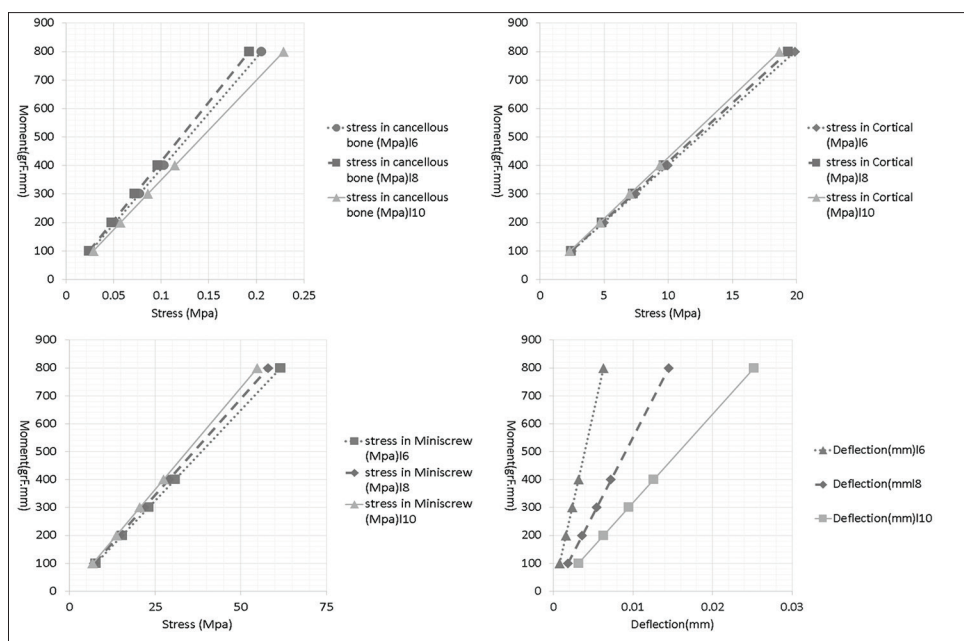 900
800
700
600
500
400
300
200
100
0
Moment(grF.mm)
0 0.05 0.1 0.15 0.2 0.25
Stress (Mpa)
stress in cancellous
bone (Mpa)l6
stress in cancellous
bone (Mpa)l8
stress in cancellous
bone (Mpa)l10
900
800
700
600
500
400
300
200
100
0
Moment(grF.mm)
0 5 10 15 20
Stress (Mpa)
stress in Cortical
(Mpa)l6
stress in Cortical
(Mpa)l8
stress in Cortical
(Mpa)l10
900
800
700
600
500
400
300
200
100
0
Moment(grF.mm)
0 25 50 75
Stress (Mpa)
stress in Miniscrew
(Mpa)l6
stress in Miniscrew
(Mpa)l8
stress in Miniscrew
(Mpa)l10
900
800
700
600
500
400
300
200
100
0
Moment(grF.mm)
0 0.01 0.02 0.03
Deflection(mm)
Deflection(mm)l6
Deflection(mml8
Deflection(mm)l10